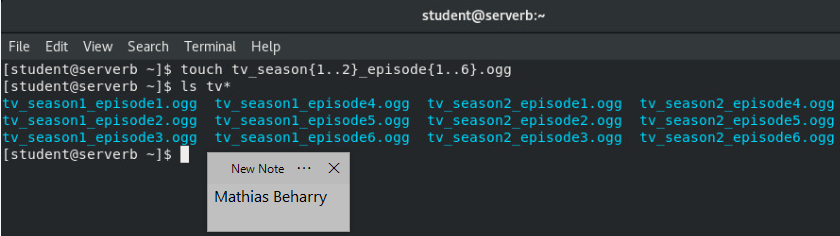 student@serverb:~
File Edit View Search Terminal Help
[student@serverb ~]$ touch tv_season{1..2}_episode{1..6}.ogg
[student@serverb ~]$ ls tv*
tv_season1_episode1.ogg tv_season1_episode4.ogg tv_season2_episode1.ogg tv_season2_episode4.ogg
tv_season1_episode2.ogg tv_season1_episode5.ogg tv_season2_episode2.ogg tv_season2_episode5.ogg
tv_season1_episode3.ogg tv_season1_episode6.ogg tv_season2_episode3.ogg tv_season2_episode6.ogg
[student@serverb ~]$
New Note ··· ×
Mathias Beharry